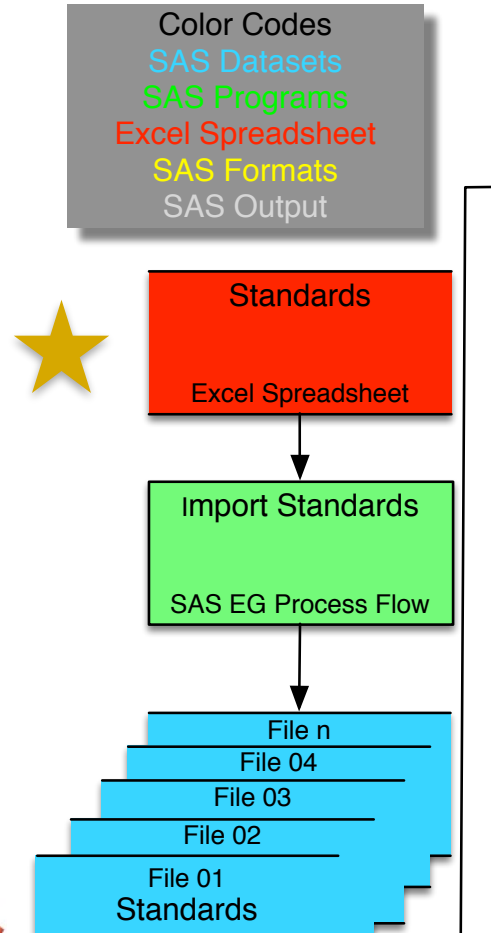 Color Codes
SAS Datasets
SAS Programs
Excel Spreadsheet
SAS Formats
SAS Output
Standards
Excel Spreadsheet
Import Standards
SAS EG Process Flow
File n
File 04
File 03
File 02
File 01
Standards